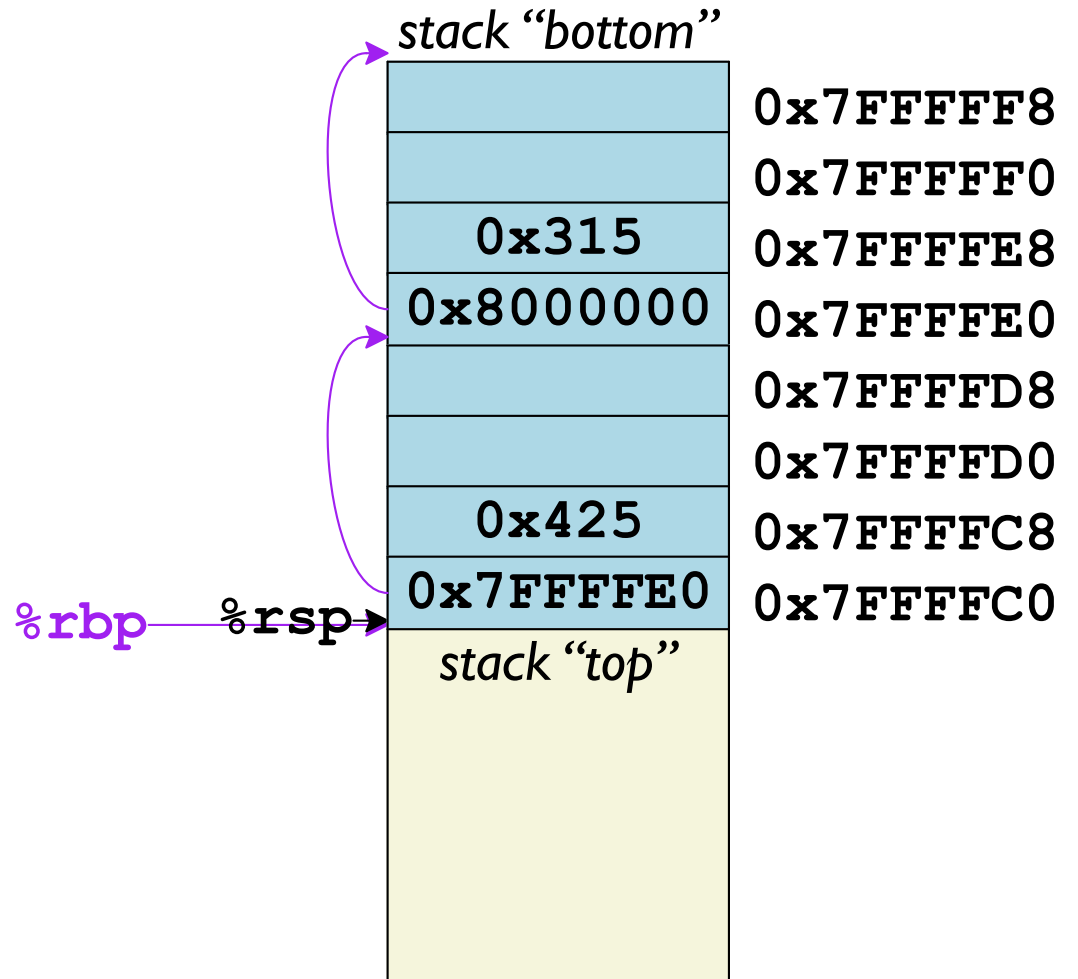 stack “bottom”
0x7FFFFF8
0x7FFFFF0
0x315 0x7FFFFE8
0x8000000 0x7FFFFE0
0x7FFFFD8
0x7FFFFD0
0x425 0x7FFFFC8
%rbp %rsp 0x7FFFFE0 0x7FFFFC0
stack “top”